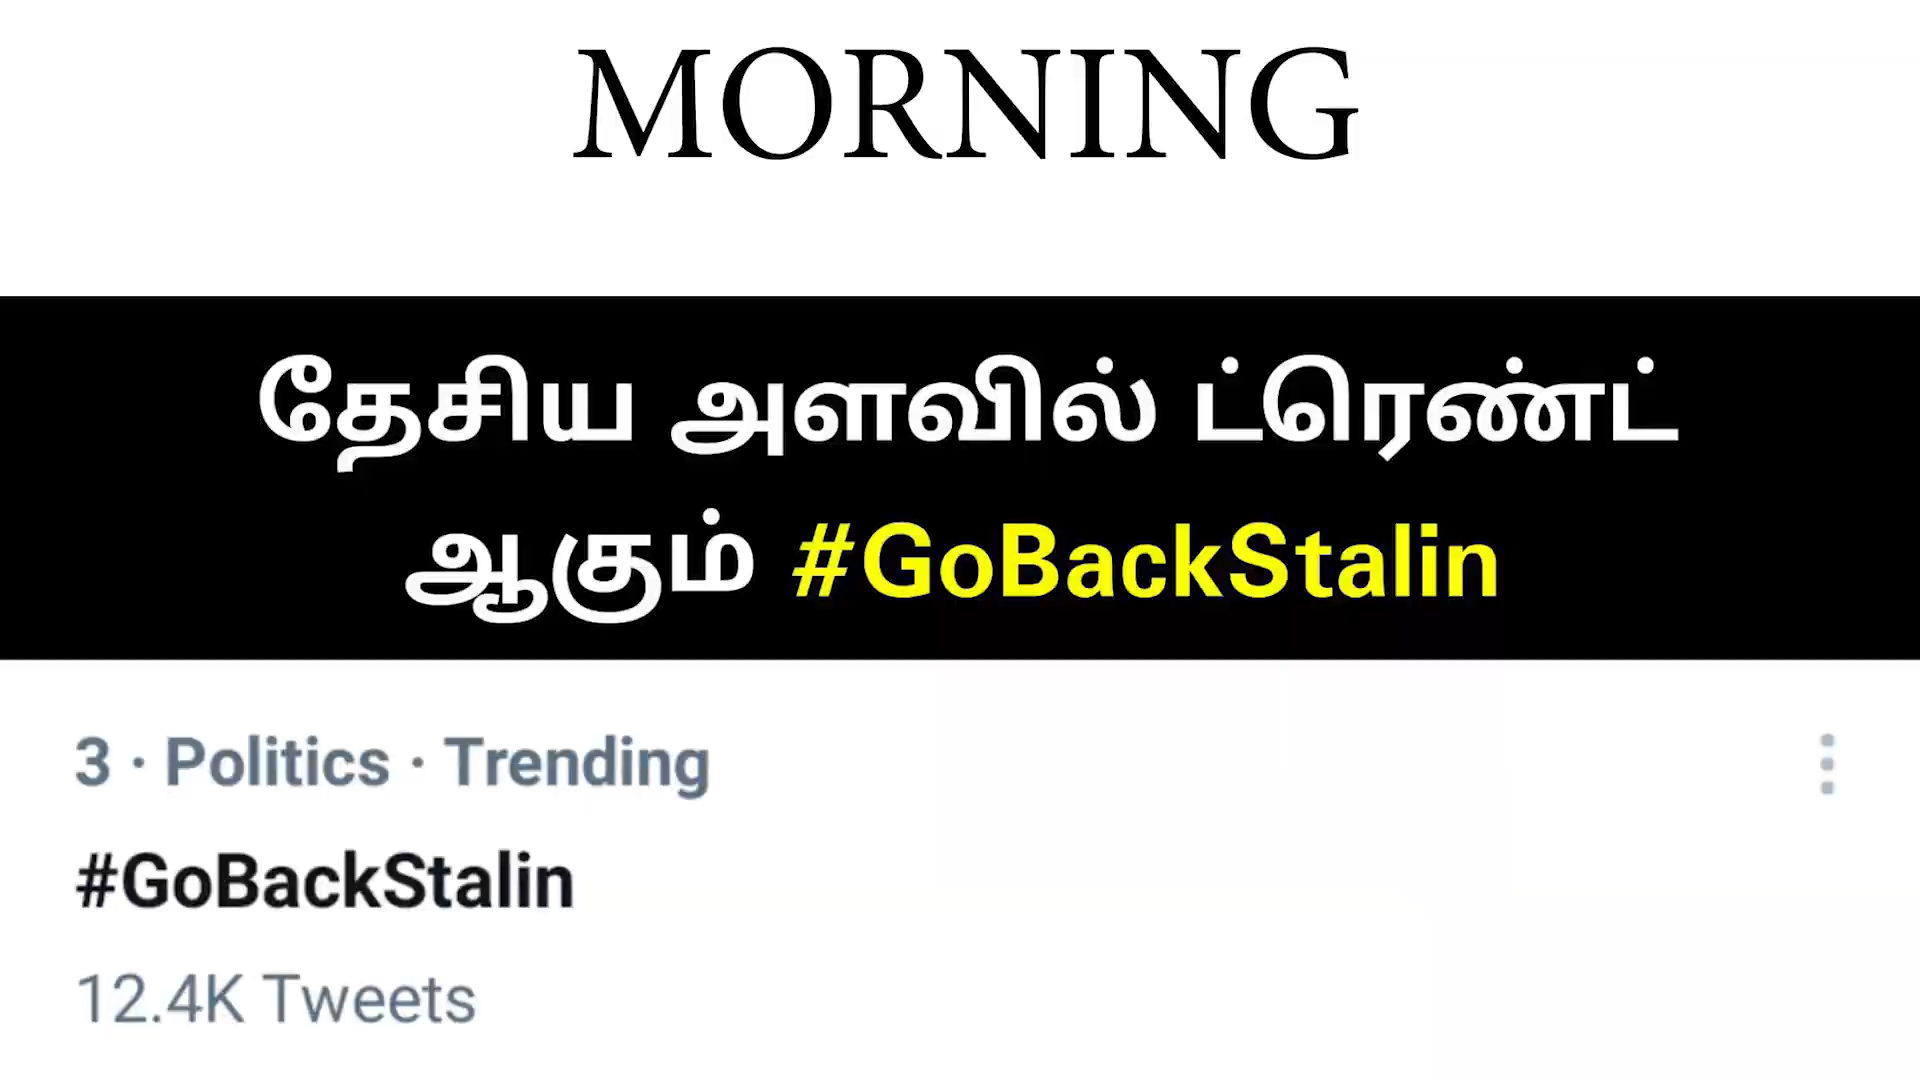 MORNING
தேசிய அளவில் ட்ரெண்ட்
ஆகும் #GoBackStalin
3 · Politics · Trending
#GoBackStalin
12.4K Tweets